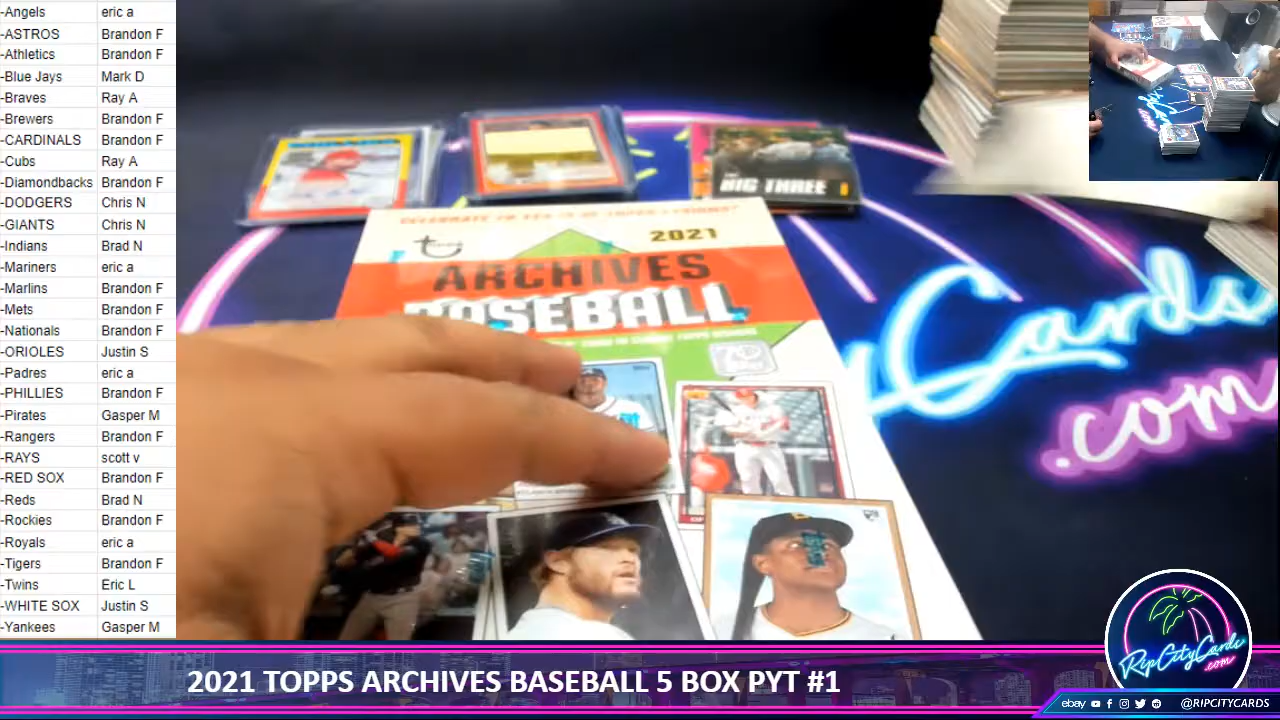 -Angels eric a
-ASTROS Brandon F
-Athletics Brandon F
-Blue Jays Mark D
-Braves Ray A
-Brewers Brandon F
-CARDINALS Brandon F
-Cubs Ray A
-Diamondbacks Brandon F
-DODGERS Chris N
-GIANTS Chris N
-Indians Brad N
-Mariners eric a
-Marlins Brandon F
-Mets Brandon F
-Nationals Brandon F
-ORIOLES Justin S
-Padres eric a
-PHILLIES Brandon F
-Pirates Gasper M
-Rangers Brandon F
-RAYS scott v
-RED SOX Brandon F
-Reds Brad N
-Rockies Brandon F
-Royals eric a
-Tigers Brandon F
-Twins Eric L
-WHITE SOX Justin S
-Yankees Gasper M
BIG THREE
topps
2021
ARCHIVES
BASEBALL
Cards
.com
RipCityCards
.com
2021 TOPPS ARCHIVES BASEBALL 5 BOX PYT #1
ebay @RIPCITYCARDS